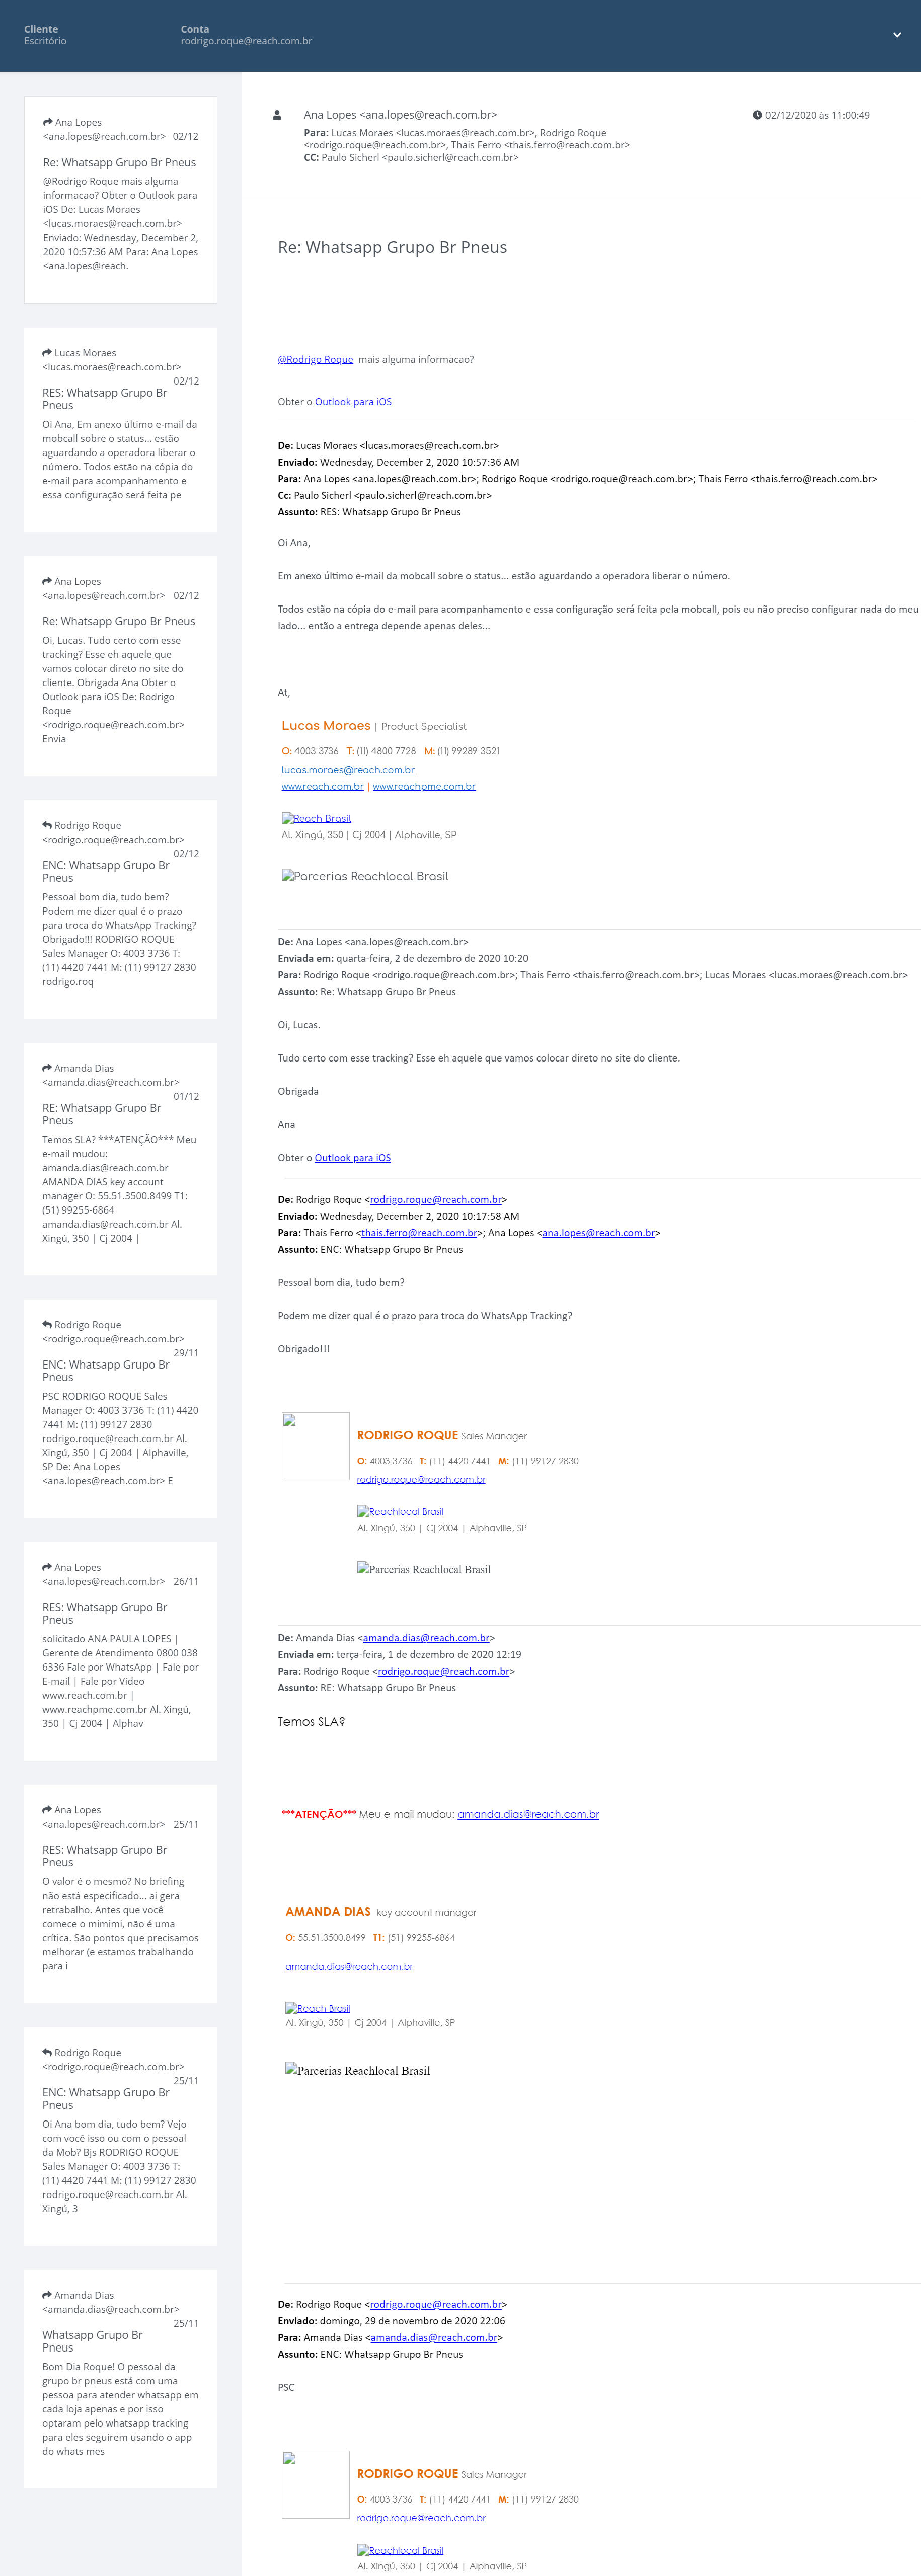 Cliente
Escritório
Conta
rodrigo.roque@reach.com.br
Ana Lopes
<ana.lopes@reach.com.br> 02/12
Re: Whatsapp Grupo Br Pneus
@Rodrigo Roque mais alguma
informacao? Obter o Outlook para
iOS De: Lucas Moraes
<lucas.moraes@reach.com.br>
Enviado: Wednesday, December 2,
2020 10:57:36 AM Para: Ana Lopes
<ana.lopes@reach.
Lucas Moraes
<lucas.moraes@reach.com.br>
02/12
RES: Whatsapp Grupo Br
Pneus
Oi Ana, Em anexo último e-mail da
mobcall sobre o status... estão
aguardando a operadora liberar o
número. Todos estão na cópia do
e-mail para acompanhamento e
essa configuração será feita pe
Ana Lopes
<ana.lopes@reach.com.br> 02/12
Re: Whatsapp Grupo Br Pneus
Oi, Lucas. Tudo certo com esse
tracking? Esse eh aquele que
vamos colocar direto no site do
cliente. Obrigada Ana Obter o
Outlook para iOS De: Rodrigo
Roque
<rodrigo.roque@reach.com.br>
Envia
Rodrigo Roque
<rodrigo.roque@reach.com.br>
02/12
ENC: Whatsapp Grupo Br
Pneus
Pessoal bom dia, tudo bem?
Podem me dizer qual é o prazo
para troca do WhatsApp Tracking?
Obrigado!!! RODRIGO ROQUE
Sales Manager O: 4003 3736 T:
(11) 4420 7441 M: (11) 99127 2830
rodrigo.roq
Amanda Dias
<amanda.dias@reach.com.br>
01/12
RE: Whatsapp Grupo Br
Pneus
Temos SLA? ***ATENÇÃO*** Meu
e-mail mudou:
amanda.dias@reach.com.br
AMANDA DIAS key account
manager O: 55.51.3500.8499 T1:
(51) 99255-6864
amanda.dias@reach.com.br Al.
Xingú, 350 | Cj 2004 |
Rodrigo Roque
<rodrigo.roque@reach.com.br>
29/11
ENC: Whatsapp Grupo Br
Pneus
PSC RODRIGO ROQUE Sales
Manager O: 4003 3736 T: (11) 4420
7441 M: (11) 99127 2830
rodrigo.roque@reach.com.br Al.
Xingú, 350 | Cj 2004 | Alphaville,
SP De: Ana Lopes
<ana.lopes@reach.com.br> E
Ana Lopes
<ana.lopes@reach.com.br> 26/11
RES: Whatsapp Grupo Br
Pneus
solicitado ANA PAULA LOPES |
Gerente de Atendimento 0800 038
6336 Fale por WhatsApp | Fale por
E-mail | Fale por Vídeo
www.reach.com.br |
www.reachpme.com.br Al. Xingú,
350 | Cj 2004 | Alphav
Ana Lopes
<ana.lopes@reach.com.br> 25/11
RES: Whatsapp Grupo Br
Pneus
O valor é o mesmo? No briefing
não está especificado... ai gera
retrabalho. Antes que você
comece o mimimi, não é uma
crítica. São pontos que precisamos
melhorar (e estamos trabalhando
para i
Rodrigo Roque
<rodrigo.roque@reach.com.br>
25/11
ENC: Whatsapp Grupo Br
Pneus
Oi Ana bom dia, tudo bem? Vejo
com você isso ou com o pessoal
da Mob? Bjs RODRIGO ROQUE
Sales Manager O: 4003 3736 T:
(11) 4420 7441 M: (11) 99127 2830
rodrigo.roque@reach.com.br Al.
Xingú, 3
Amanda Dias
<amanda.dias@reach.com.br>
25/11
Whatsapp Grupo Br
Pneus
Bom Dia Roque! O pessoal da
grupo br pneus está com uma
pessoa para atender whatsapp em
cada loja apenas e por isso
optaram pelo whatsapp tracking
para eles seguirem usando o app
do whats mes
Ana Lopes <ana.lopes@reach.com.br>
02/12/2020 às 11:00:49
Para: Lucas Moraes <lucas.moraes@reach.com.br>, Rodrigo Roque
<rodrigo.roque@reach.com.br>, Thais Ferro <thais.ferro@reach.com.br>
CC: Paulo Sicherl <paulo.sicherl@reach.com.br>
Re: Whatsapp Grupo Br Pneus
@Rodrigo Roque mais alguma informacao?
Obter o Outlook para iOS
De: Lucas Moraes <lucas.moraes@reach.com.br>
Enviado: Wednesday, December 2, 2020 10:57:36 AM
Para: Ana Lopes <ana.lopes@reach.com.br>; Rodrigo Roque <rodrigo.roque@reach.com.br>; Thais Ferro <thais.ferro@reach.com.br>
Cc: Paulo Sicherl <paulo.sicherl@reach.com.br>
Assunto: RES: Whatsapp Grupo Br Pneus
Oi Ana,
Em anexo último e-mail da mobcall sobre o status... estão aguardando a operadora liberar o número.
Todos estão na cópia do e-mail para acompanhamento e essa configuração será feita pela mobcall, pois eu não preciso configurar nada do meu
lado... então a entrega depende apenas deles...
At,
Lucas Moraes | Product Specialist
O: 4003 3736 T: (11) 4800 7728 M: (11) 99289 3521
lucas.moraes@reach.com.br
www.reach.com.br | www.reachpme.com.br
Reach Brasil
Al. Xingú, 350 | Cj 2004 | Alphaville, SP
Parcerias Reachlocal Brasil
De: Ana Lopes <ana.lopes@reach.com.br>
Enviada em: quarta-feira, 2 de dezembro de 2020 10:20
Para: Rodrigo Roque <rodrigo.roque@reach.com.br>; Thais Ferro <thais.ferro@reach.com.br>; Lucas Moraes <lucas.moraes@reach.com.br>
Assunto: Re: Whatsapp Grupo Br Pneus
Oi, Lucas.
Tudo certo com esse tracking? Esse eh aquele que vamos colocar direto no site do cliente.
Obrigada
Ana
Obter o Outlook para iOS
De: Rodrigo Roque <rodrigo.roque@reach.com.br>
Enviado: Wednesday, December 2, 2020 10:17:58 AM
Para: Thais Ferro <thais.ferro@reach.com.br>; Ana Lopes <ana.lopes@reach.com.br>
Assunto: ENC: Whatsapp Grupo Br Pneus
Pessoal bom dia, tudo bem?
Podem me dizer qual é o prazo para troca do WhatsApp Tracking?
Obrigado!!!
RODRIGO ROQUE Sales Manager
O: 4003 3736 T: (11) 4420 7441 M: (11) 99127 2830
rodrigo.roque@reach.com.br
Reachlocal Brasil
Al. Xingú, 350 | Cj 2004 | Alphaville, SP
Parcerias Reachlocal Brasil
De: Amanda Dias <amanda.dias@reach.com.br>
Enviada em: terça-feira, 1 de dezembro de 2020 12:19
Para: Rodrigo Roque <rodrigo.roque@reach.com.br>
Assunto: RE: Whatsapp Grupo Br Pneus
Temos SLA?
***ATENÇÃO*** Meu e-mail mudou: amanda.dias@reach.com.br
AMANDA DIAS key account manager
O: 55.51.3500.8499 T1: (51) 99255-6864
amanda.dias@reach.com.br
Reach Brasil
Al. Xingú, 350 | Cj 2004 | Alphaville, SP
Parcerias Reachlocal Brasil
De: Rodrigo Roque <rodrigo.roque@reach.com.br>
Enviado: domingo, 29 de novembro de 2020 22:06
Para: Amanda Dias <amanda.dias@reach.com.br>
Assunto: ENC: Whatsapp Grupo Br Pneus
PSC
RODRIGO ROQUE Sales Manager
O: 4003 3736 T: (11) 4420 7441 M: (11) 99127 2830
rodrigo.roque@reach.com.br
Reachlocal Brasil
Al. Xingú, 350 | Cj 2004 | Alphaville, SP